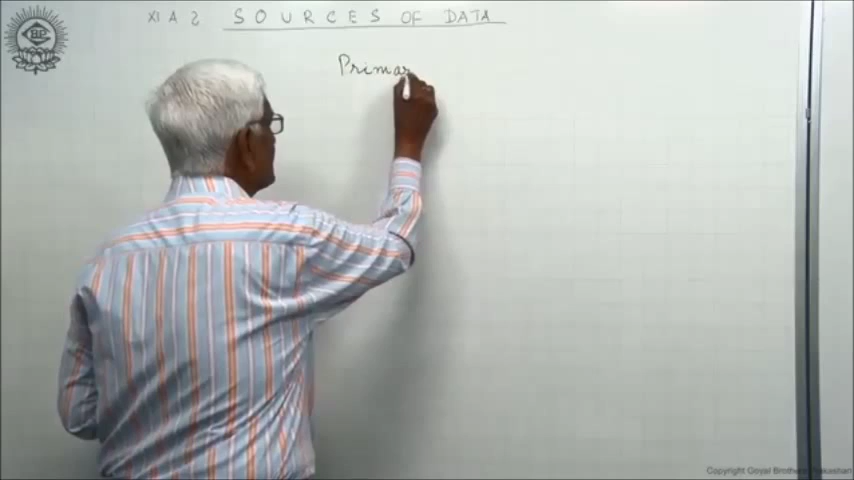 XI A 2 SOURCES OF DATA
Primar
Copyright Goyal Brothers Prakashan